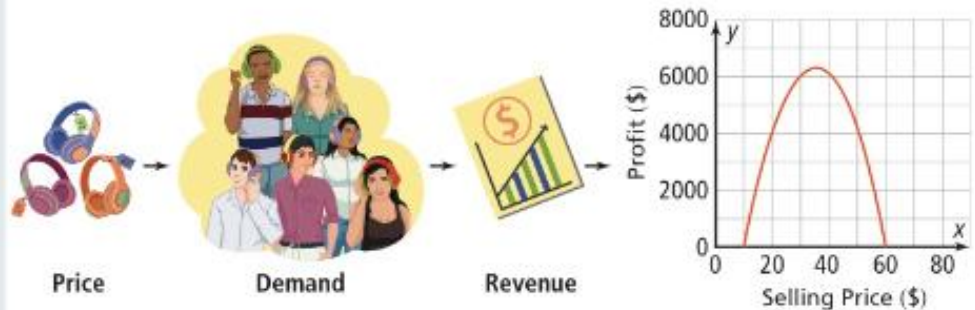 Price
Demand
Revenue
$
8000
6000
4000
2000
0
y
x
Profit ($)
0 20 40 60 80
Selling Price ($)